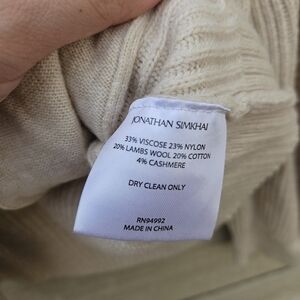 JONATHAN SIMKHAI
33% VISCOSE 23% NYLON
20% LAMBS WOOL 20% COTTON
4% CASHMERE
DRY CLEAN ONLY
RN94992
MADE IN CHINA